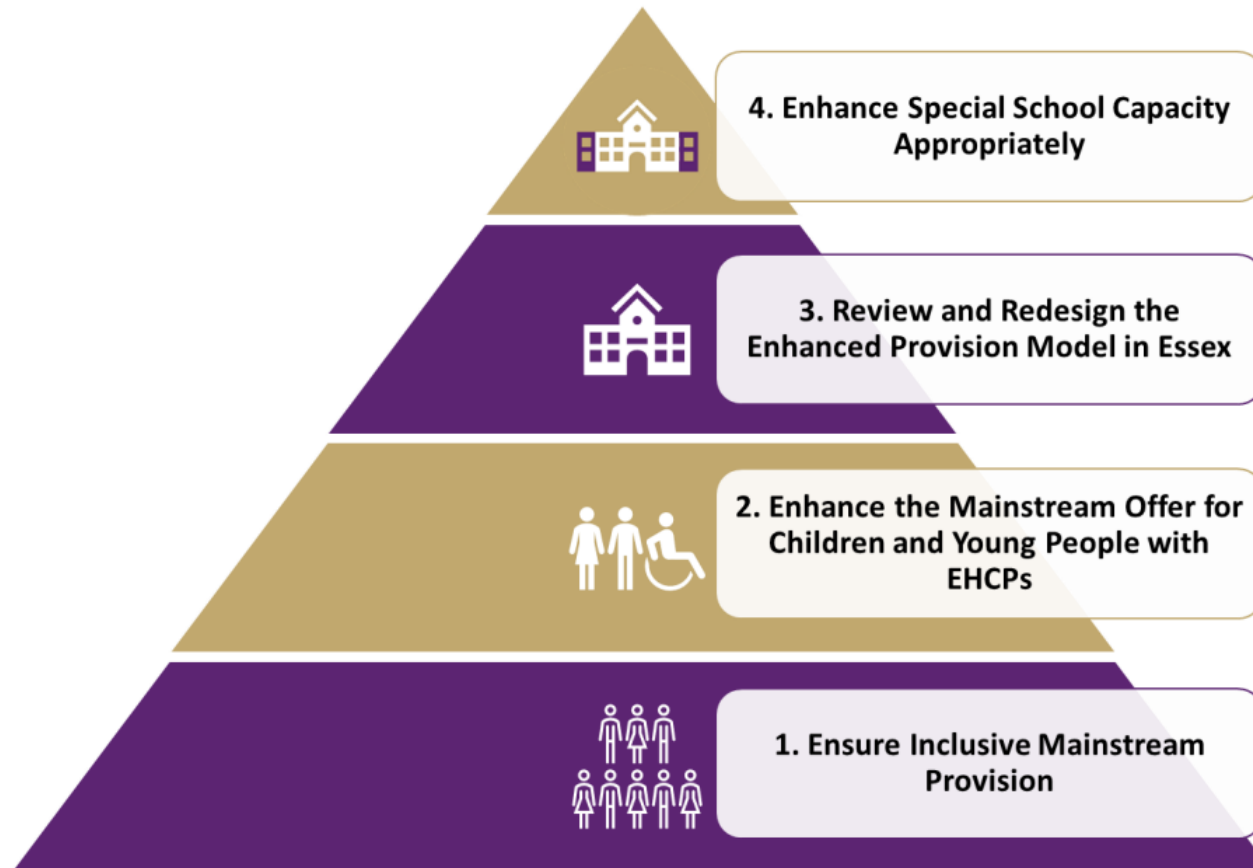 4. Enhance Special School Capacity
Appropriately
3. Review and Redesign the
Enhanced Provision Model in Essex
2. Enhance the Mainstream Offer for
Children and Young People with
EHCPs
1. Ensure Inclusive Mainstream
Provision